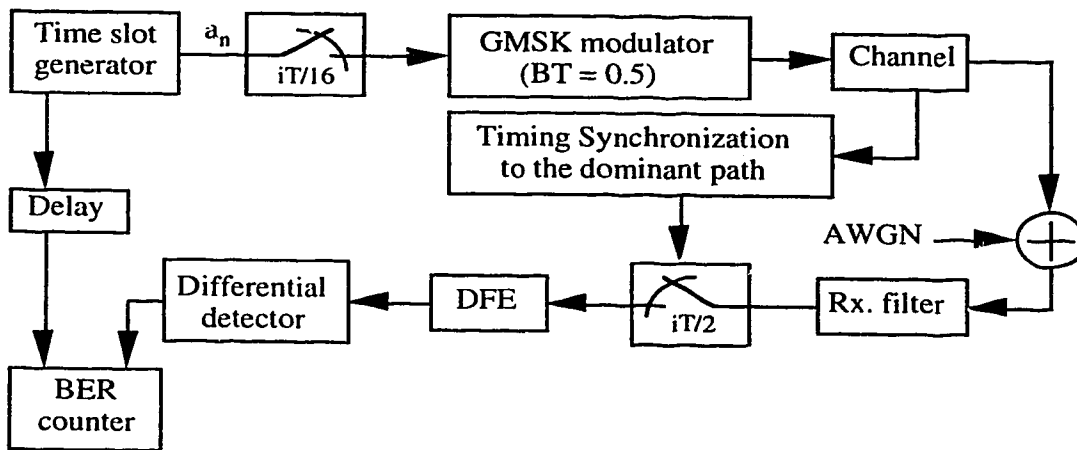 Time slot
generator
a_n
iT/16
GMSK modulator
(BT = 0.5)
Channel
Timing Synchronization
to the dominant path
Delay
AWGN
Differential
detector
DFE
iT/2
Rx. filter
BER
counter